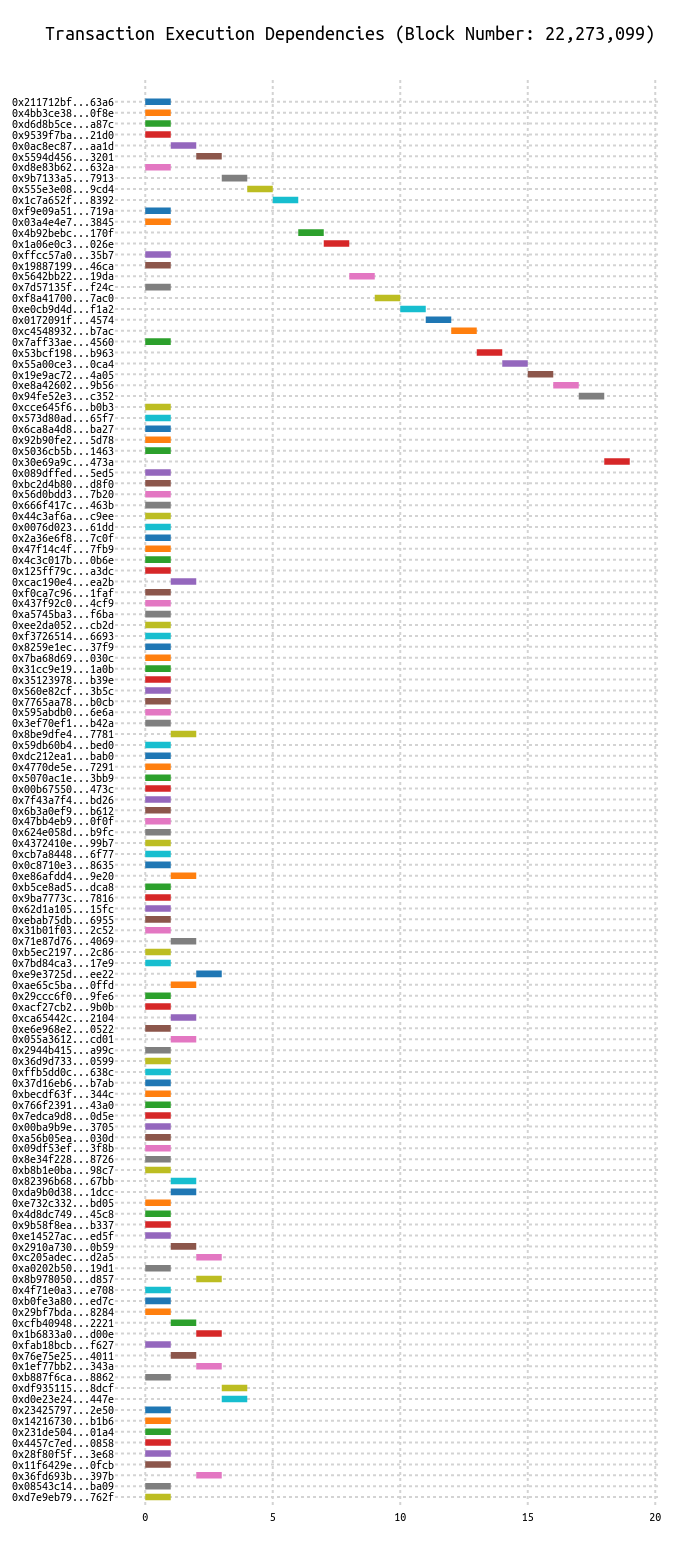 Transaction Execution Dependencies (Block Number: 22,273,099)
0x211712bf...63a6
0x4bb3ce38...0f8e
0xd6d8b5ce...a87c
0x9539f7ba...21d0
0x0ac8ec87...aa1d
0x5594d456...3201
0xd8e83b62...632a
0x9b7133a5...7913
0x555e3e08...9cd4
0x1c7a652f...8392
0xf9e09a51...719a
0x03a4e4e7...3845
0x4b92bebc...170f
0x1a06e0c3...026e
0xffcc57a0...35b7
0x19887199...46ca
0x5642bb22...19da
0x7d57135f...f24c
0xf8a41700...7ac0
0xe0cb9d4d...f1a2
0x0172091f...4574
0xc4548932...b7ac
0x7aff33ae...4560
0x53bcf198...b963
0x55a00ce3...0ca4
0x19e9ac72...4a05
0xe8a42602...9b56
0x94fe52e3...c352
0xcce645f6...b0b3
0x573d80ad...65f7
0x6ca8a4d8...ba27
0x92b90fe2...5d78
0x5036cb5b...1463
0x30e69a9c...473a
0x089dffed...5ed5
0xbc2d4b80...d8f0
0x56d0bdd3...7b20
0x666f417c...463b
0x44c3af6a...c9ee
0x0076d023...61dd
0x2a36e6f8...7c0f
0x47f14c4f...7fb9
0x4c3c017b...0b6e
0x125ff79c...a3dc
0xcac190e4...ea2b
0xf0ca7c96...1faf
0x437f92c0...4cf9
0xa5745ba3...f6ba
0xee2da052...cb2d
0xf3726514...6693
0x8259e1ec...37f9
0x7ba68d69...030c
0x31cc9e19...1a0b
0x35123978...b39e
0x560e82cf...3b5c
0x7765aa78...b0cb
0x595abdb0...6e6a
0x3ef70ef1...b42a
0x8be9dfe4...7781
0x59db60b4...bed0
0xdc212ea1...bab0
0x4770de5e...7291
0x5070ac1e...3bb9
0x00b67550...473c
0x7f43a7f4...bd26
0x6b3a0ef9...b612
0x47bb4eb9...0f0f
0x624e058d...b9fc
0x4372410e...99b7
0xcb7a8448...6f77
0x0c8710e3...8635
0xe86afdd4...9e20
0xb5ce8ad5...dca8
0x9ba7773c...7816
0x62d1a105...15fc
0xebab75db...6955
0x31b01f03...2c52
0x71e87d76...4069
0xb5ec2197...2c86
0x7bd84ca3...17e9
0xe9e3725d...ee22
0xae65c5ba...0ffd
0x29ccc6f0...9fe6
0xacf27cb2...9b0b
0xca65442c...2104
0xe6e968e2...0522
0x055a3612...cd01
0x2944b415...a99c
0x36d9d733...0599
0xffb5dd0c...638c
0x37d16eb6...b7ab
0xbecdf63f...344c
0x766f2391...43a0
0x7edca9d8...0d5e
0x00ba9b9e...3705
0xa56b05ea...030d
0x09df53ef...3f8b
0x8e34f228...8726
0xb8b1e0ba...98c7
0x82396b68...67bb
0xda9b0d38...1dcc
0xe732c332...bd05
0x4d8dc749...45c8
0x9b58f8ea...b337
0xe14527ac...ed5f
0x2910a730...0b59
0xc205adec...d2a5
0xa0202b50...19d1
0x8b978050...d857
0x4f71e0a3...e708
0xb0fe3a80...ed7c
0x29bf7bda...8284
0xcfb40948...2221
0x1b6833a0...d00e
0xfab18bcb...f627
0x76e75e25...4011
0x1ef77bb2...343a
0xb887f6ca...8862
0xdf935115...8dcf
0xd0e23e24...447e
0x23425797...2e50
0x14216730...b1b6
0x231de504...01a4
0x4457c7ed...0858
0x28f80f5f...3e68
0x11f6429e...0fcb
0x36fd693b...397b
0x08543c14...ba09
0xd7e9eb79...762f
0 5 10 15 20